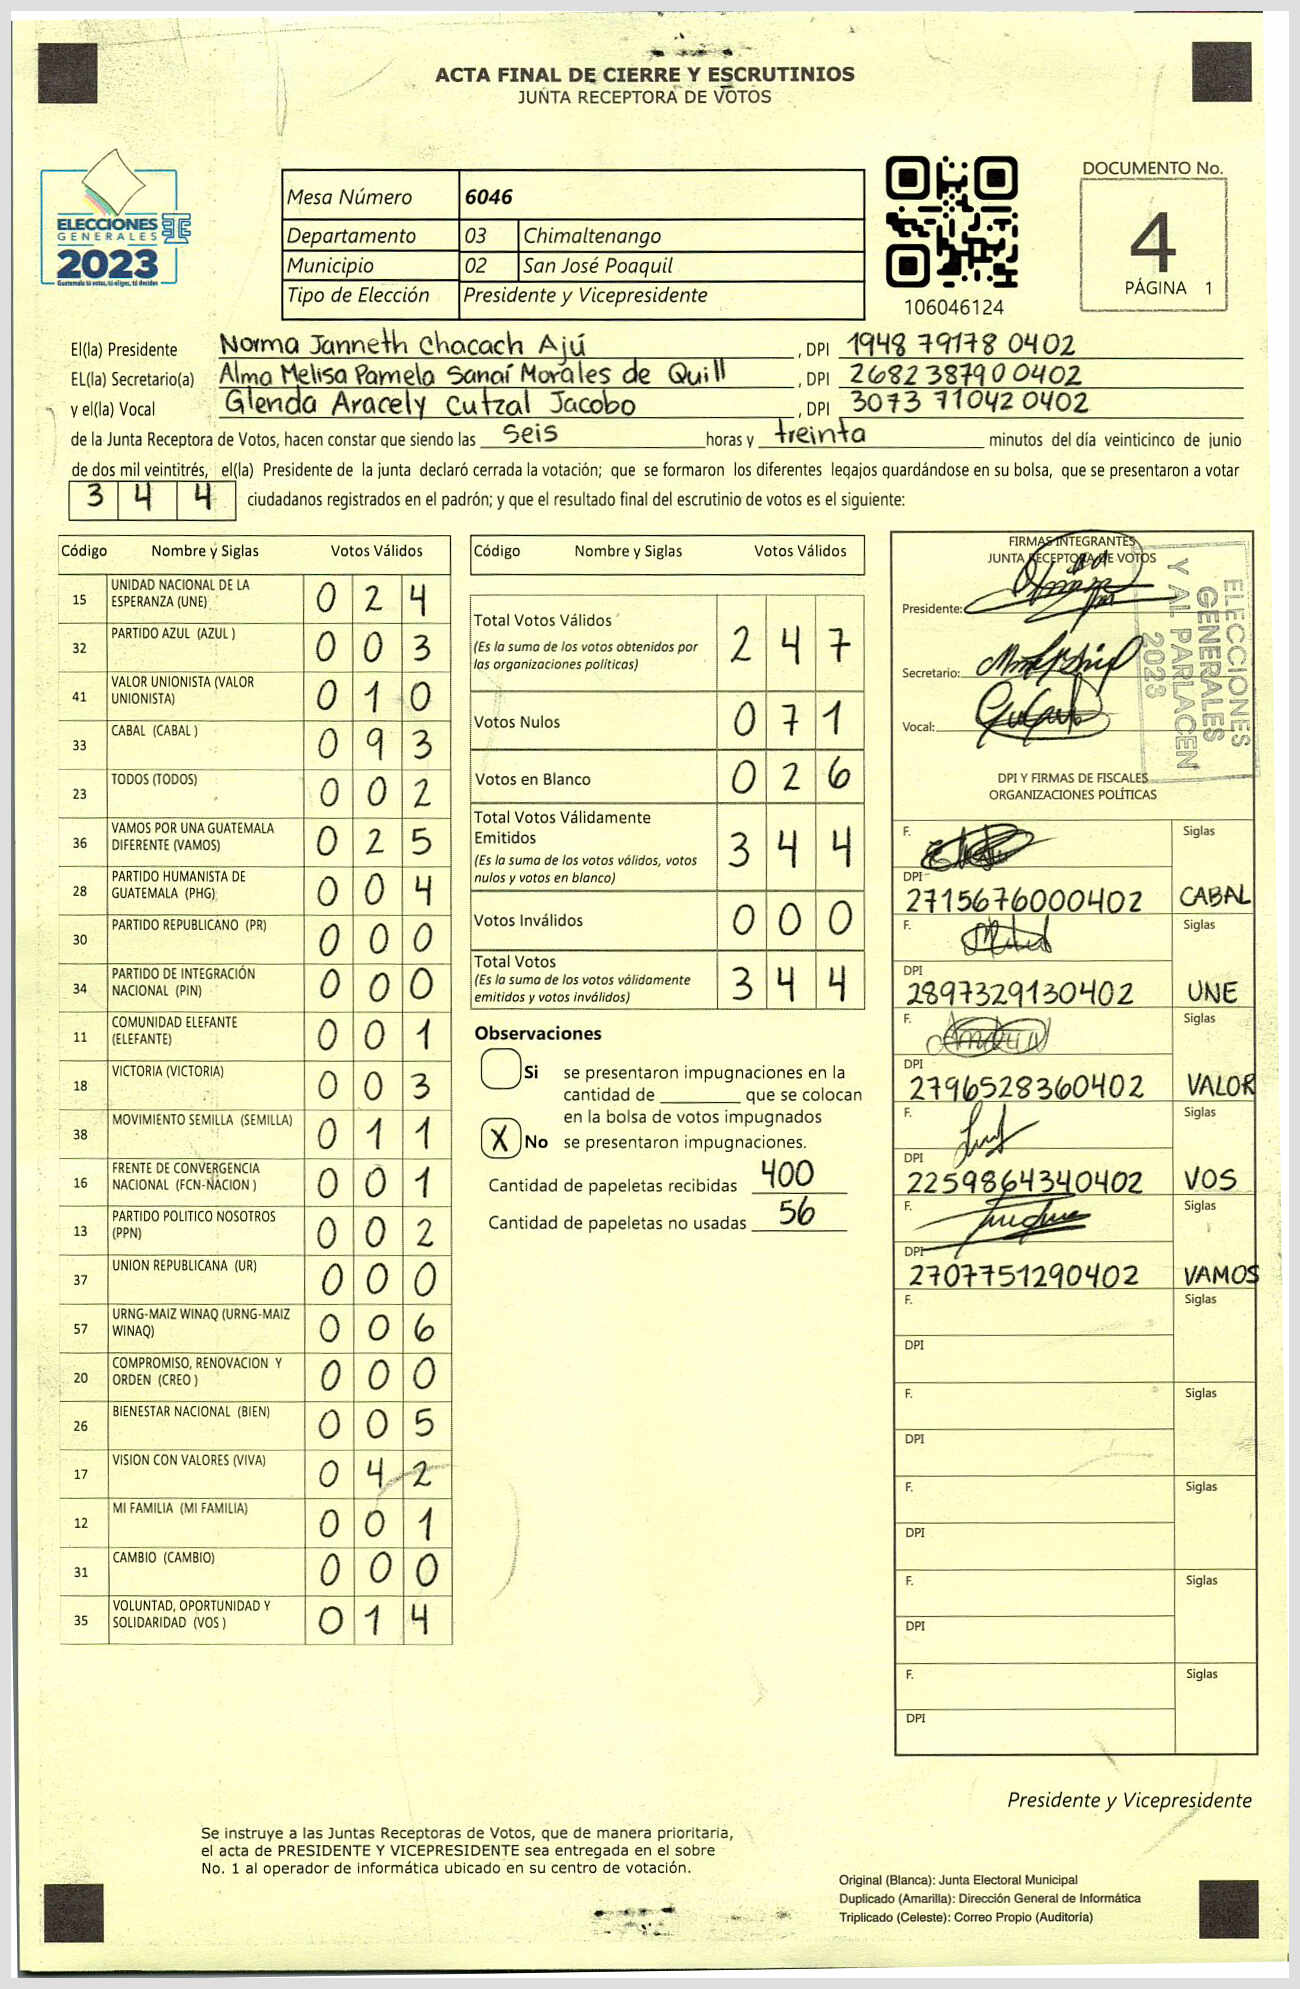 ACTA FINAL DE CIERRE Y ESCRUTINIOS
JUNTA RECEPTORA DE VOTOS
ELECCIONES
GENERALES
2023
Guatemala tú votas, tú eliges, tú decides
Mesa Número 6046
Departamento 03 Chimaltenango
Municipio 02 San José Poaquil
Tipo de Elección Presidente y Vicepresidente
106046124
DOCUMENTO No.
4
PÁGINA 1
El(la) Presidente Norma Janneth Chacach Ajú , DPI 1948 79178 0402
EL(la) Secretario(a) Alma Melisa Pamela Sanaí Morales de Quill , DPI 2682 38790 0402
y el(la) Vocal Glenda Aracely Cutzal Jacobo , DPI 3073 71042 0402
de la Junta Receptora de Votos, hacen constar que siendo las seis horas y treinta minutos del día veinticinco de junio
de dos mil veintitrés, el(la) Presidente de la junta declaró cerrada la votación; que se formaron los diferentes legajos guardándose en su bolsa, que se presentaron a votar
3 4 4 ciudadanos registrados en el padrón; y que el resultado final del escrutinio de votos es el siguiente:
Código Nombre y Siglas Votos Válidos
15 UNIDAD NACIONAL DE LA ESPERANZA (UNE) 0 2 4
32 PARTIDO AZUL (AZUL ) 0 0 3
41 VALOR UNIONISTA (VALOR UNIONISTA) 0 1 0
33 CABAL (CABAL ) 0 9 3
23 TODOS (TODOS) 0 0 2
36 VAMOS POR UNA GUATEMALA DIFERENTE (VAMOS) 0 2 5
28 PARTIDO HUMANISTA DE GUATEMALA (PHG) 0 0 4
30 PARTIDO REPUBLICANO (PR) 0 0 0
34 PARTIDO DE INTEGRACIÓN NACIONAL (PIN) 0 0 0
11 COMUNIDAD ELEFANTE (ELEFANTE) 0 0 1
18 VICTORIA (VICTORIA) 0 0 3
38 MOVIMIENTO SEMILLA (SEMILLA) 0 1 1
16 FRENTE DE CONVERGENCIA NACIONAL (FCN-NACION ) 0 0 1
13 PARTIDO POLITICO NOSOTROS (PPN) 0 0 2
37 UNION REPUBLICANA (UR) 0 0 0
57 URNG-MAIZ WINAQ (URNG-MAIZ WINAQ) 0 0 6
20 COMPROMISO, RENOVACION Y ORDEN (CREO ) 0 0 0
26 BIENESTAR NACIONAL (BIEN) 0 0 5
17 VISION CON VALORES (VIVA) 0 4 2
12 MI FAMILIA (MI FAMILIA) 0 0 1
31 CAMBIO (CAMBIO) 0 0 0
35 VOLUNTAD, OPORTUNIDAD Y SOLIDARIDAD (VOS ) 0 1 4
Código Nombre y Siglas Votos Válidos
Total Votos Válidos 2 4 7
(Es la suma de los votos obtenidos por
las organizaciones políticas)
Votos Nulos 0 7 1
Votos en Blanco 0 2 6
Total Votos Válidamente
Emitidos 3 4 4
(Es la suma de los votos válidos, votos
nulos y votos en blanco)
Votos Inválidos 0 0 0
Total Votos 3 4 4
(Es la suma de los votos válidamente
emitidos y votos inválidos)
Observaciones
Si se presentaron impugnaciones en la
cantidad de ________ que se colocan
en la bolsa de votos impugnados
X No se presentaron impugnaciones.
Cantidad de papeletas recibidas 400
Cantidad de papeletas no usadas 56
FIRMAS INTEGRANTES
JUNTA RECEPTORA DE VOTOS
Presidente:
Secretario:
Vocal:
ELECCIONES
GENERALES
Y AL PARLACEN
2023
DPI Y FIRMAS DE FISCALES
ORGANIZACIONES POLÍTICAS
F. Siglas
DPI 2715676000402 CABAL
F. Siglas
DPI 2897329130402 UNE
F. Siglas
DPI 2796528360402 VALOR
F. Siglas
DPI 2259864340402 VOS
F. Siglas
DPI 2707751290402 VAMOS
F. Siglas
DPI
F. Siglas
DPI
F. Siglas
DPI
F. Siglas
DPI
F. Siglas
DPI
Presidente y Vicepresidente
Se instruye a las Juntas Receptoras de Votos, que de manera prioritaria,
el acta de PRESIDENTE Y VICEPRESIDENTE sea entregada en el sobre
No. 1 al operador de informática ubicado en su centro de votación.
Original (Blanca): Junta Electoral Municipal
Duplicado (Amarilla): Dirección General de Informática
Triplicado (Celeste): Correo Propio (Auditoría)